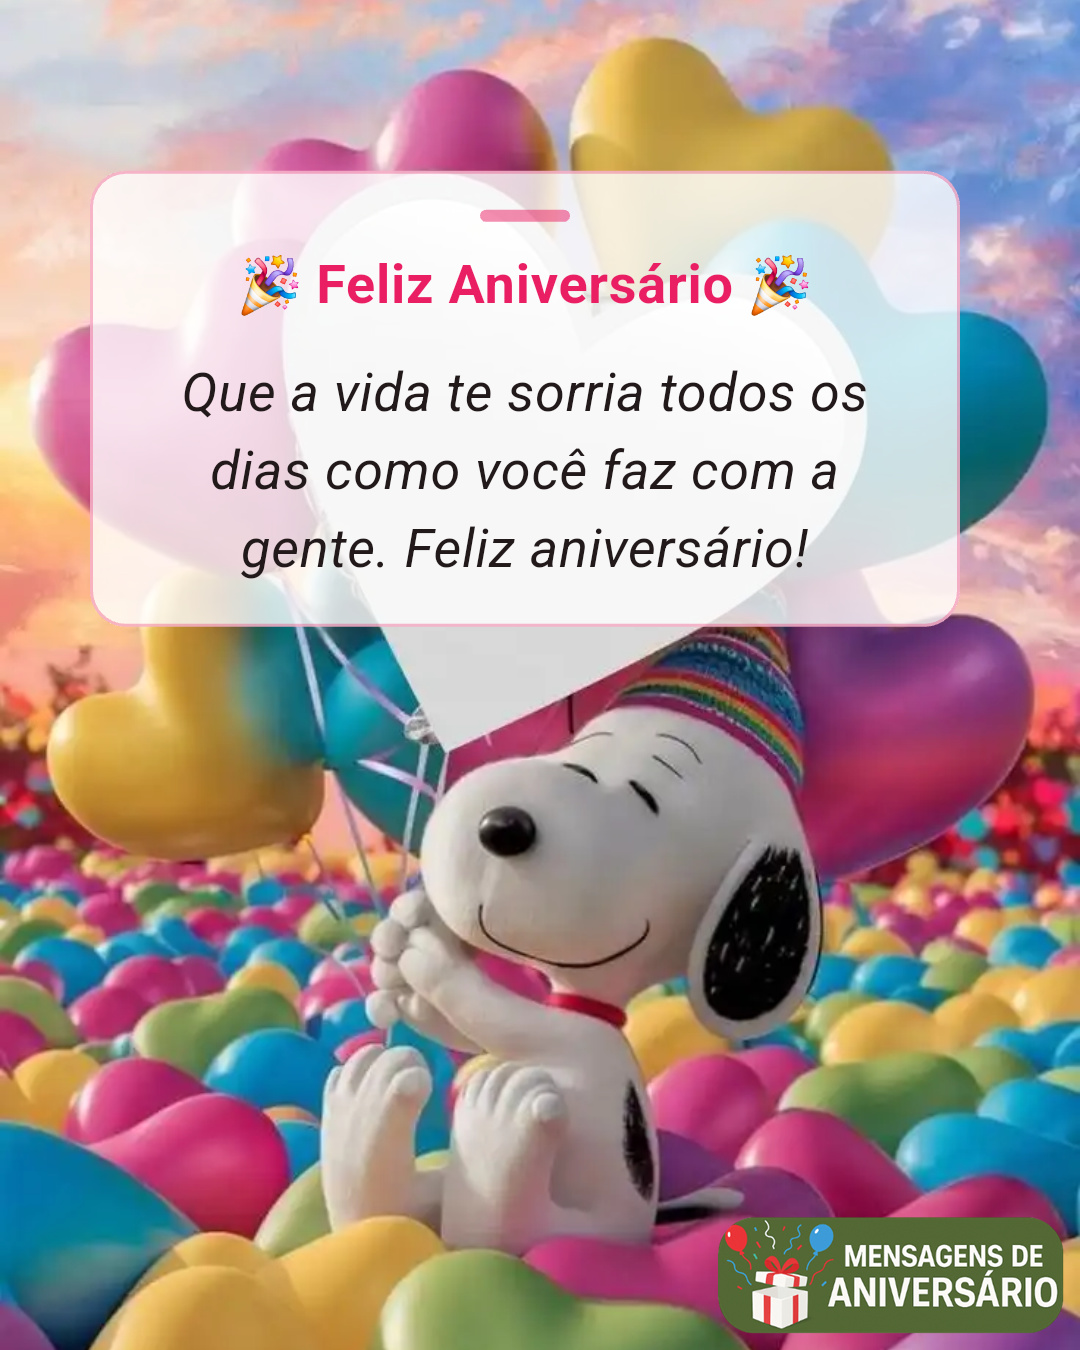 🎉 Feliz Aniversário 🎉
Que a vida te sorria todos os
dias como você faz com a
gente. Feliz aniversário!
MENSAGENS DE
ANIVERSÁRIO